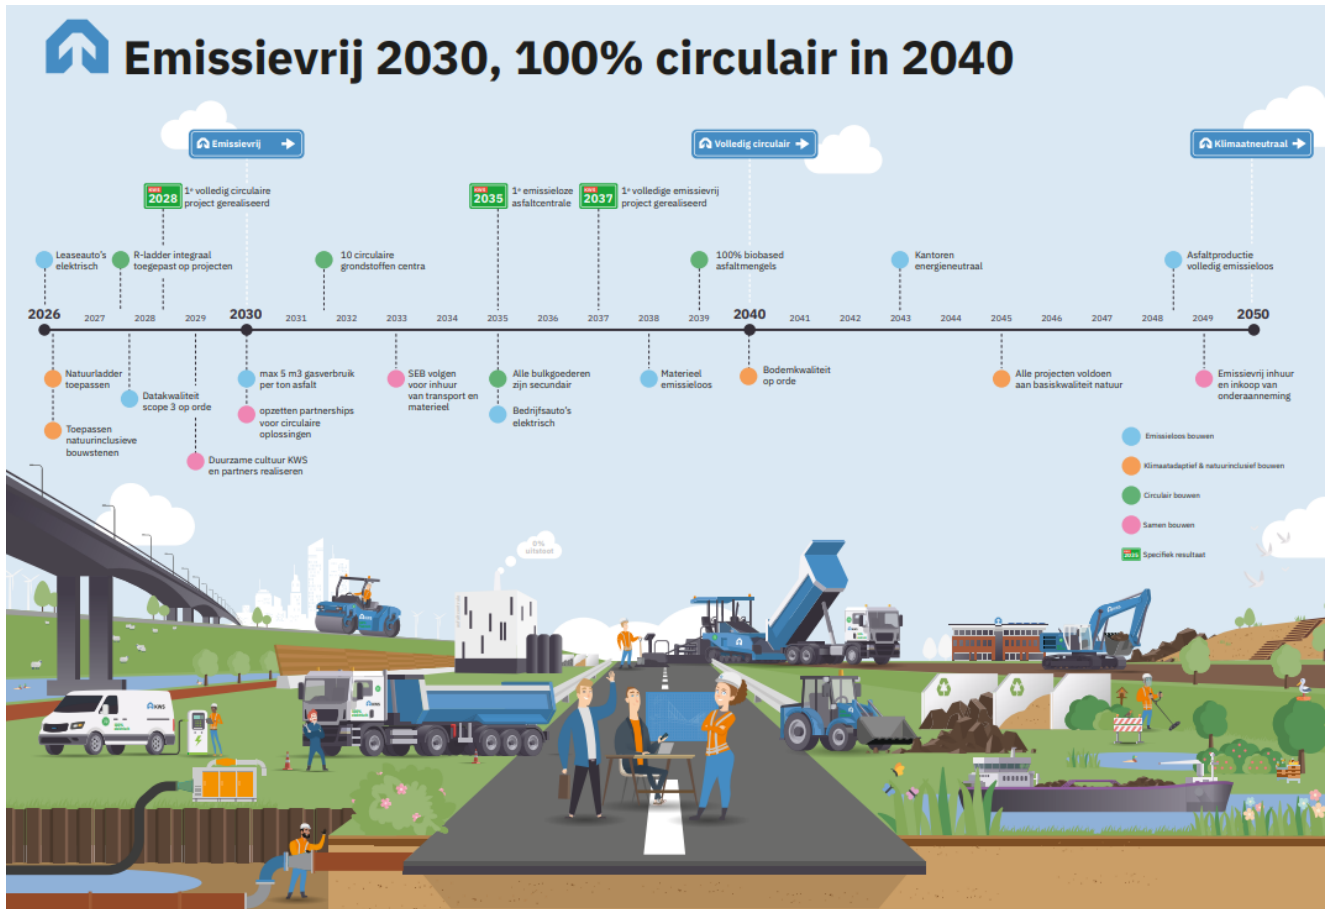 Emissievrij 2030, 100% circulair in 2040
Emissievrij
Volledig circulair
Klimaatneutraal
KWS
2028
1e volledig circulaire
project gerealiseerd
KWS
2035
1e emissieloze
asfaltcentrale
KWS
2037
1e volledige emissievrij
project gerealiseerd
Leaseauto's
elektrisch
R-ladder integraal
toegepast op projecten
10 circulaire
grondstoffen centra
100% biobased
asfaltmengels
Kantoren
energieneutraal
Asfaltproductie
volledig emissieloos
2026 2027 2028 2029 2030 2031 2032 2033 2034 2035 2036 2037 2038 2039 2040 2041 2042 2043 2044 2045 2046 2047 2048 2049 2050
Natuurladder
toepassen
Toepassen
natuurinclusieve
bouwstenen
Datakwaliteit
scope 3 op orde
Duurzame cultuur KWS
en partners realiseren
max 5 m3 gasverbruik
per ton asfalt
opzetten partnerships
voor circulaire
oplossingen
SEB volgen
voor inhuur
van transport en
materieel
Alle bulkgoederen
zijn secundair
Bedrijfsauto's
elektrisch
Materieel
emissieloos
Bodemkwaliteit
op orde
Alle projecten voldoen
aan basiskwaliteit natuur
Emissievrij inhuur
en inkoop van
onderaanneming
Emissieloos bouwen
Klimaatadaptief & natuurinclusief bouwen
Circulair bouwen
Samen bouwen
2035
Specifiek resultaat
0%
uitstoot
KWS